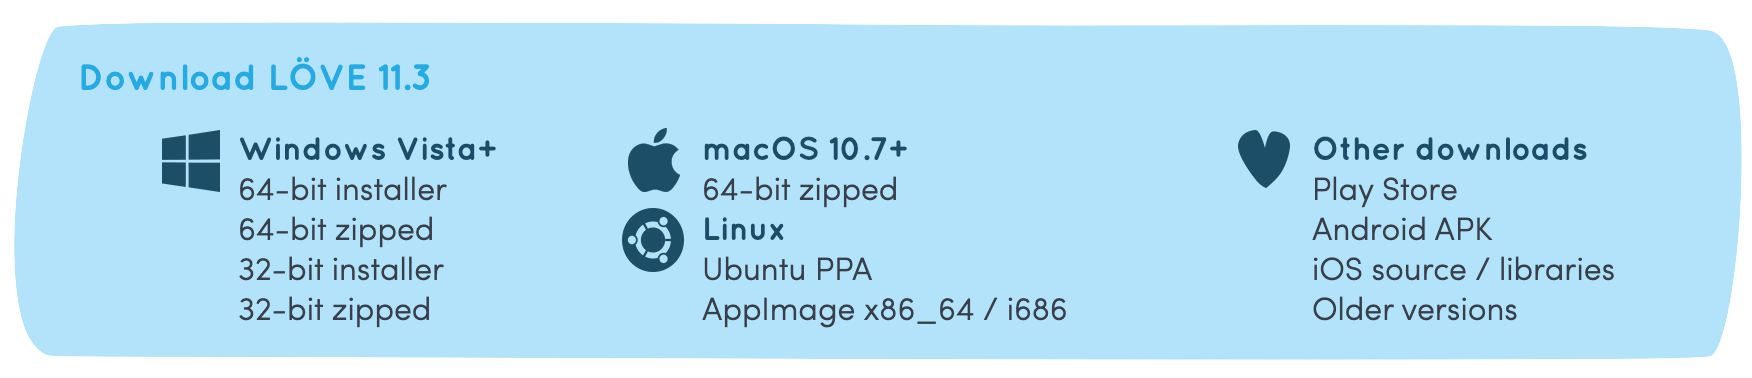 Download LÖVE 11.3
Windows Vista+
64-bit installer
64-bit zipped
32-bit installer
32-bit zipped
macOS 10.7+
64-bit zipped
Linux
Ubuntu PPA
AppImage x86_64 / i686
Other downloads
Play Store
Android APK
iOS source / libraries
Older versions